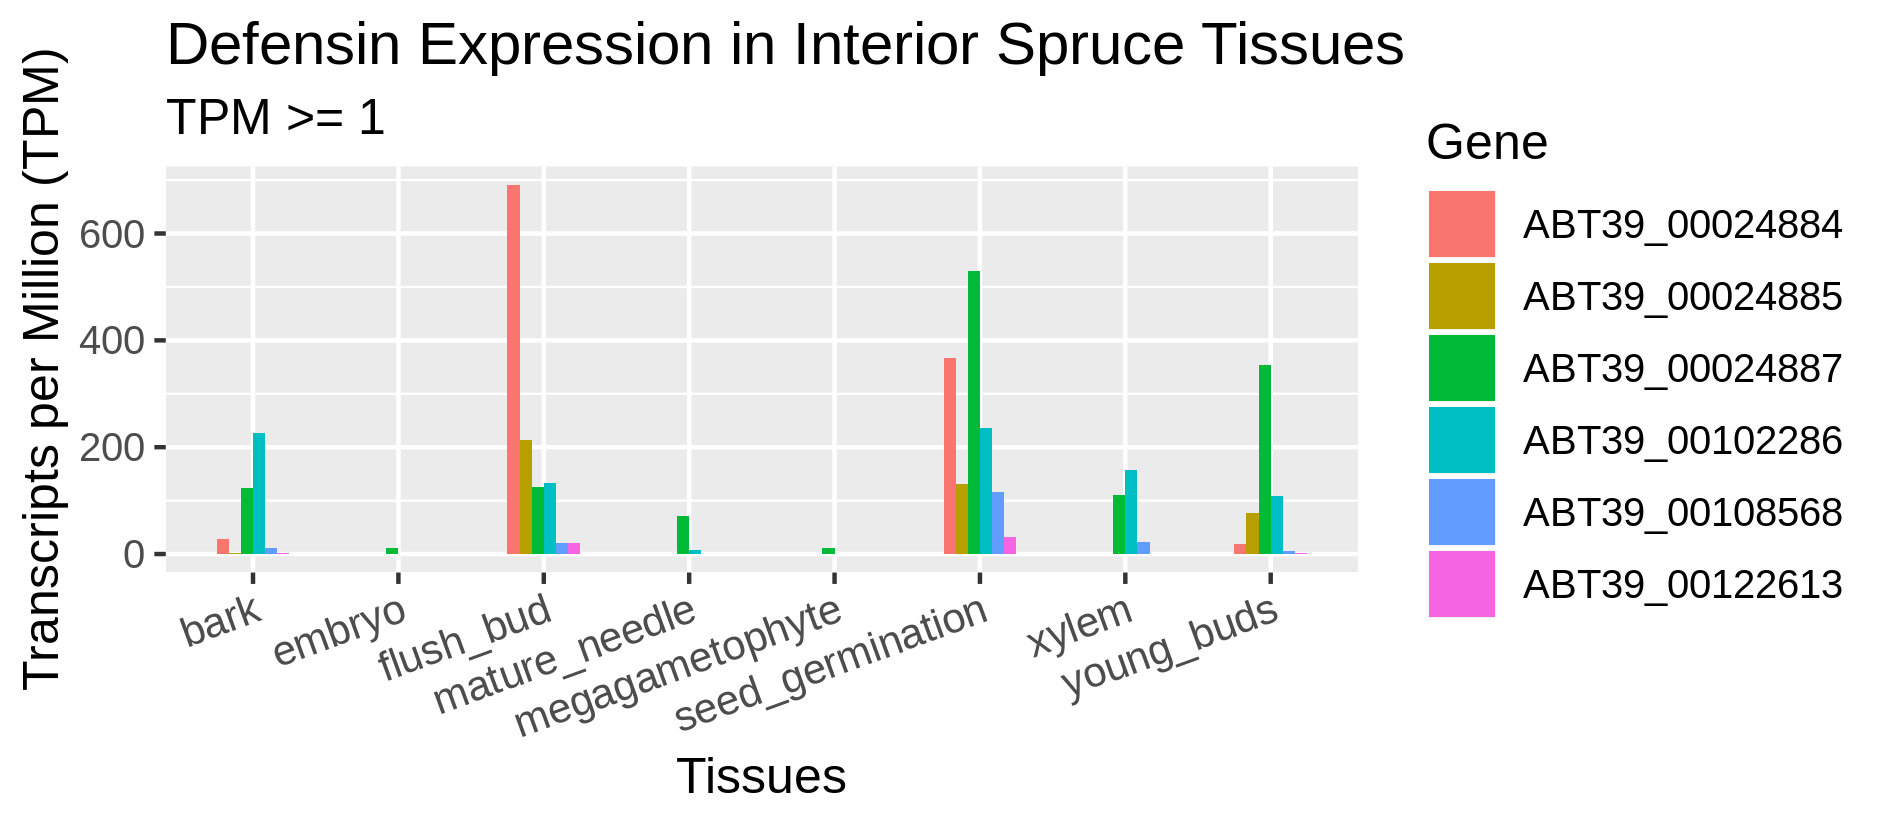 Defensin Expression in Interior Spruce Tissues
TPM >= 1
Transcripts per Million (TPM)
600
400
200
0
bark
embryo
flush_bud
mature_needle
megagametophyte
seed_germination
xylem
young_buds
Tissues
Gene
ABT39_00024884
ABT39_00024885
ABT39_00024887
ABT39_00102286
ABT39_00108568
ABT39_00122613